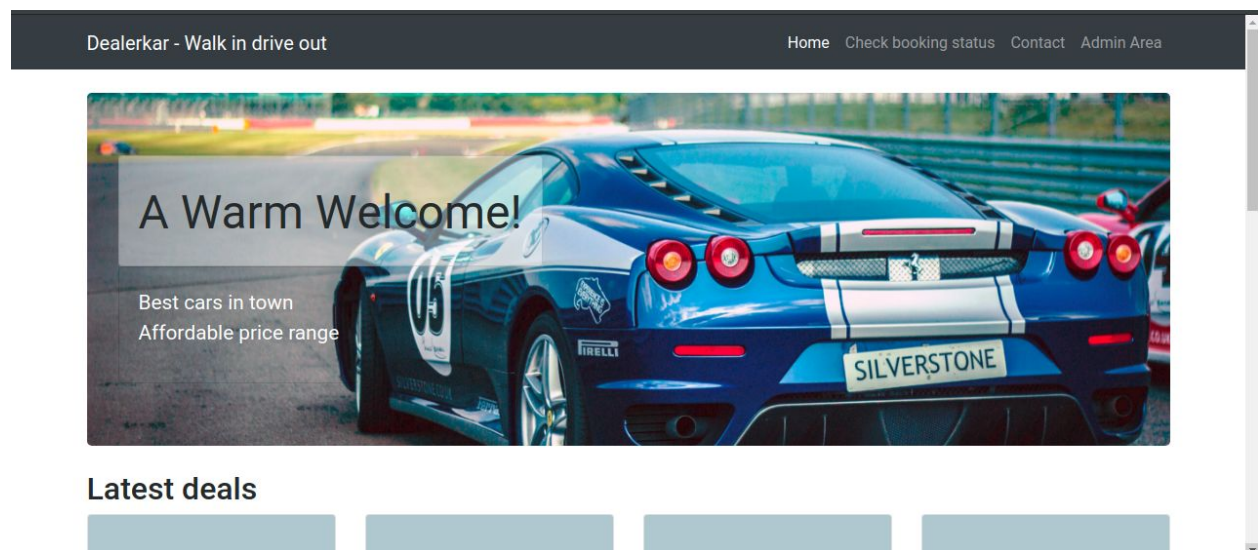 Dealerkar - Walk in drive out
Home Check booking status Contact Admin Area
A Warm Welcome!
Best cars in town
Affordable price range
05
PIRELLI
SILVERSTONE
Latest deals